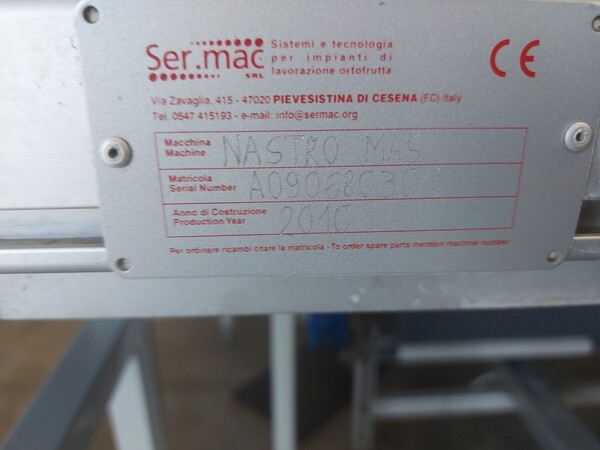 Ser.mac
SRL
Sistemi e tecnologia
per impianti di
lavorazione ortofrutta
CE
Via Zavaglia, 415 - 47020 PIEVESISTINA DI CESENA (FC) Italy
Tel. 0547 415193 - e-mail: info@sermac.org
Macchina
Machine
NASTRO
Matricola
Serial Number
Anno di Costruzione
Production Year
2010
Per ordinare ricambi citare la matricola - To order spare parts mention machine number